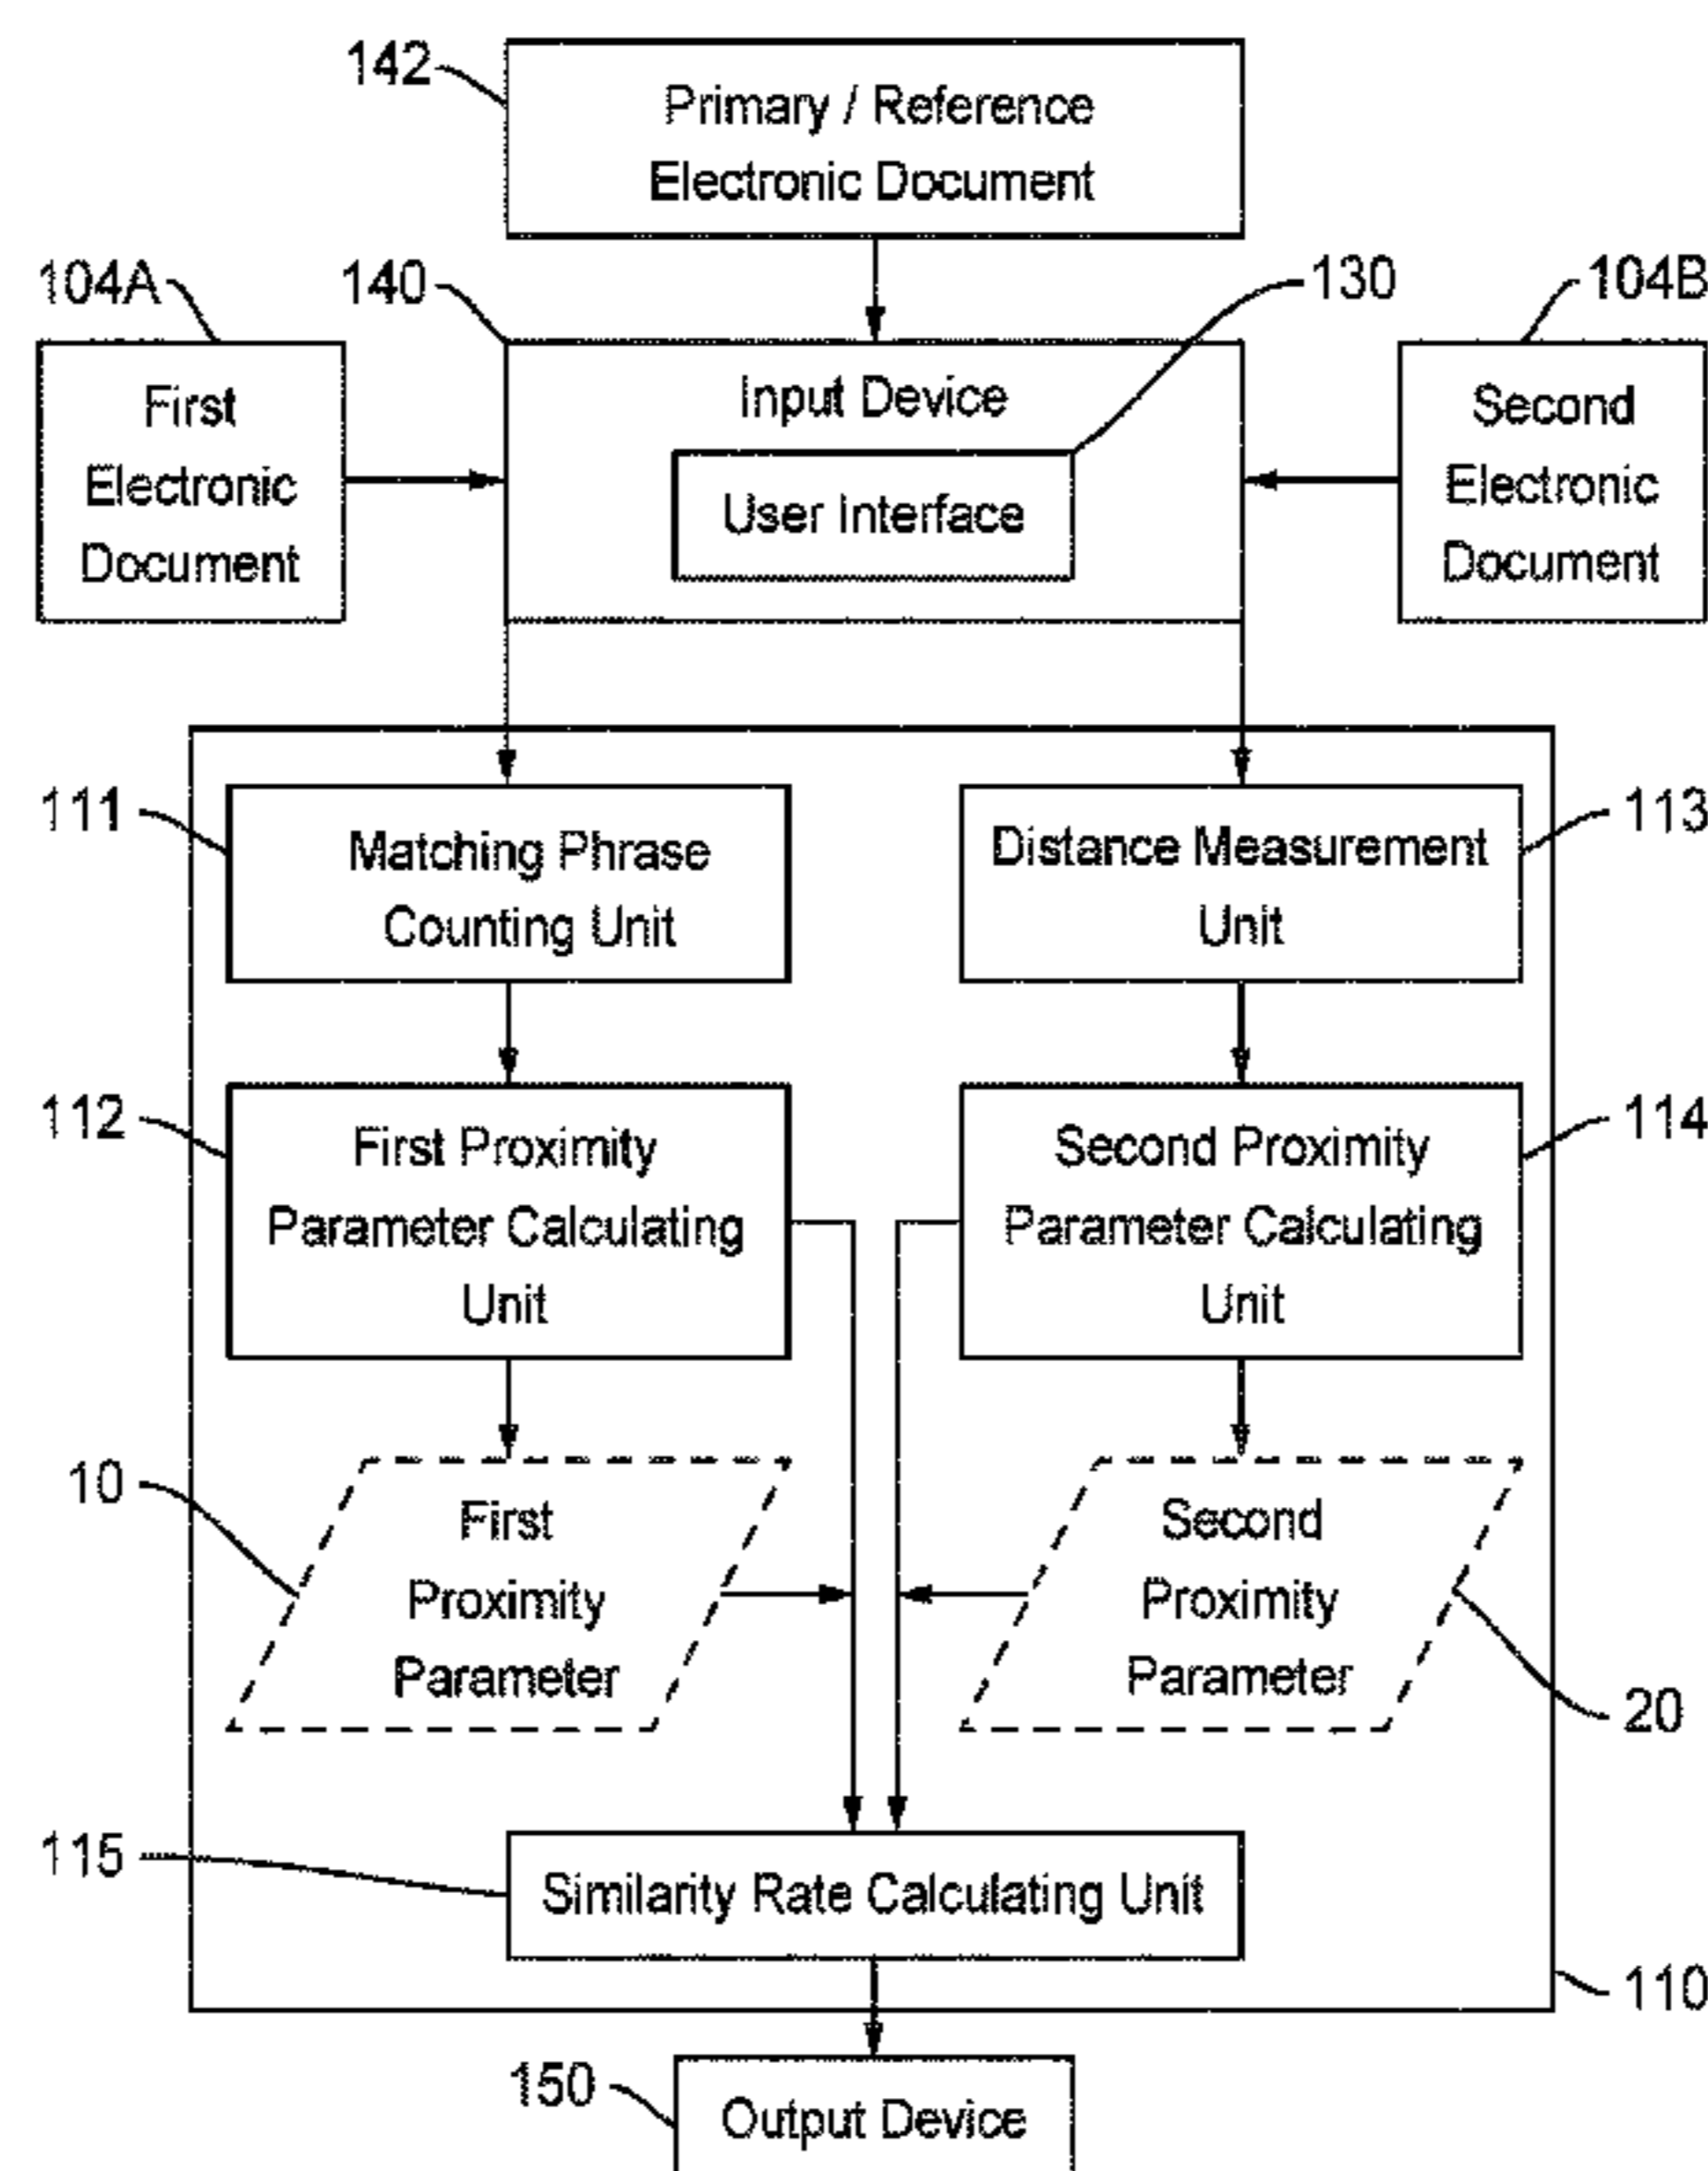 142
Primary / Reference
Electronic Document
104A
140
130
104B
First
Electronic
Document
Input Device
User Interface
Second
Electronic
Document
111
Matching Phrase
Counting Unit
Distance Measurement
Unit
113
112
First Proximity
Parameter Calculating
Unit
Second Proximity
Parameter Calculating
Unit
114
10
First
Proximity
Parameter
Second
Proximity
Parameter
20
115
Similarity Rate Calculating Unit
110
150
Output Device